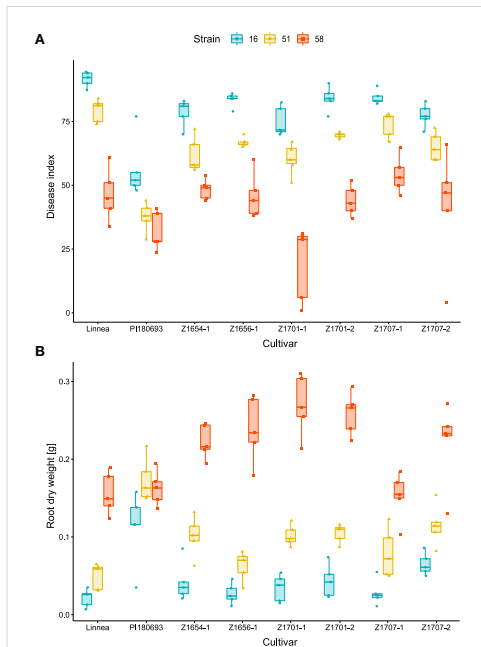 A
Strain 16 51 58
Disease index
75
50
25
0
Linnea PI180693 Z1654-1 Z1656-1 Z1701-1 Z1701-2 Z1707-1 Z1707-2
Cultivar
B
Root dry weight [g]
0.3
0.2
0.1
0.0
Linnea PI180693 Z1654-1 Z1656-1 Z1701-1 Z1701-2 Z1707-1 Z1707-2
Cultivar